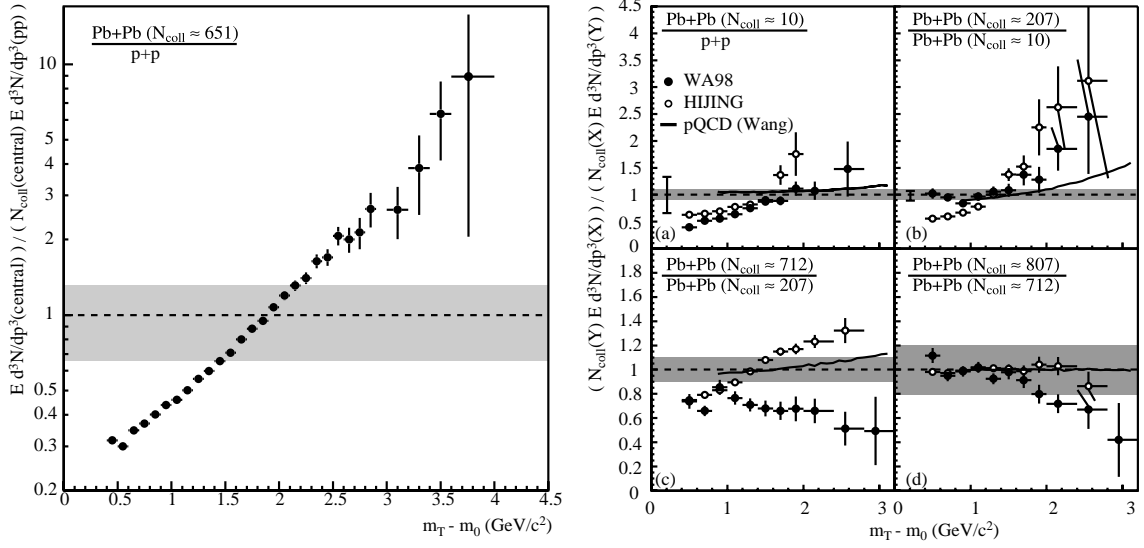 E d³N/dp³(central) ) / ( N_coll(central) E d³N/dp³(pp)
Pb+Pb (N_coll ≈ 651)
p+p
10
5
4
3
2
1
0.5
0.4
0.3
0.2
0 0.5 1 1.5 2 2.5 3 3.5 4 4.5
m_T - m_0 (GeV/c²)
( N_coll(Y) E d³N/dp³(X) ) / ( N_coll(X) E d³N/dp³(Y) )
4.5
4
3.5
3
2.5
2
1.5
1
0.5
0
Pb+Pb (N_coll ≈ 10)
p+p
WA98
HIJING
pQCD (Wang)
(a)
Pb+Pb (N_coll ≈ 207)
Pb+Pb (N_coll ≈ 10)
(b)
1.8
1.6
1.4
1.2
1
0.8
0.6
0.4
0.2
0
Pb+Pb (N_coll ≈ 712)
Pb+Pb (N_coll ≈ 207)
(c)
Pb+Pb (N_coll ≈ 807)
Pb+Pb (N_coll ≈ 712)
(d)
0 1 2 3 0 1 2 3
m_T - m_0 (GeV/c²)